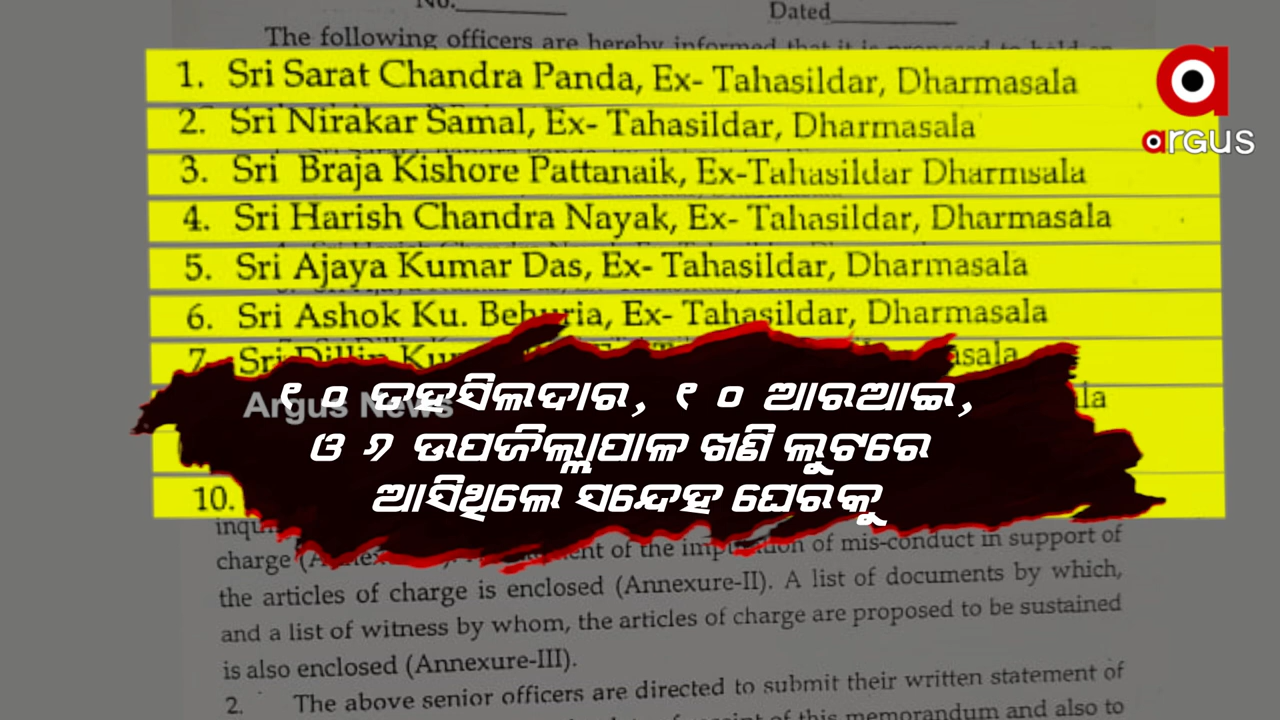 No.
Dated
The following officers are hereby informed that it is proposed to hold an
1. Sri Sarat Chandra Panda, Ex- Tahasildar, Dharmasala
2. Sri Nirakar Samal, Ex- Tahasildar, Dharmasala
3. Sri Braja Kishore Pattanaik, Ex-Tahasildar Dharmsala
4. Sri Harish Chandra Nayak, Ex- Tahasildar, Dharmasala
5. Sri Ajaya Kumar Das, Ex- Tahasildar, Dharmasala
6. Sri Ashok Ku. Behuria, Ex- Tahasildar, Dharmasala
7. Sri Dillip
10.
argus
Argus News
୧୦ ତହସିଲଦାର, ୧୦ ଆରଆଇ,
ଓ ୬ ଉପଜିଲ୍ଲାପାଳ ଖଣି ଲୁଟରେ
ଆସିଥିଲେ ସନ୍ଦେହ ଘେରକୁ
of the imputation of mis-conduct in support of
the articles of charge is enclosed (Annexure-II). A list of documents by which,
and a list of witness by whom, the articles of charge are proposed to be sustained
is also enclosed (Annexure-III).
2. The above senior officers are directed to submit their written statement of
of this memorandum and also to